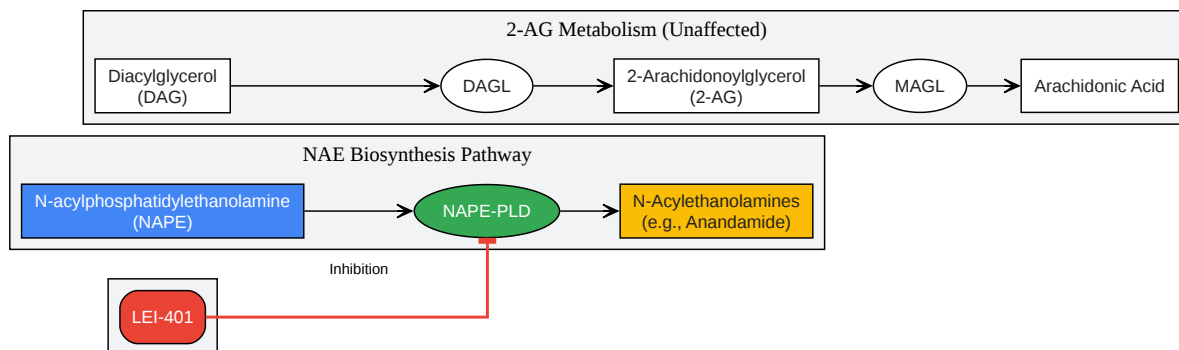 2-AG Metabolism (Unaffected)
Diacylglycerol
(DAG)
DAGL
2-Arachidonoylglycerol
(2-AG)
MAGL
Arachidonic Acid
NAE Biosynthesis Pathway
N-acylphosphatidylethanolamine
(NAPE)
NAPE-PLD
N-Acylethanolamines
(e.g., Anandamide)
Inhibition
LEI-401